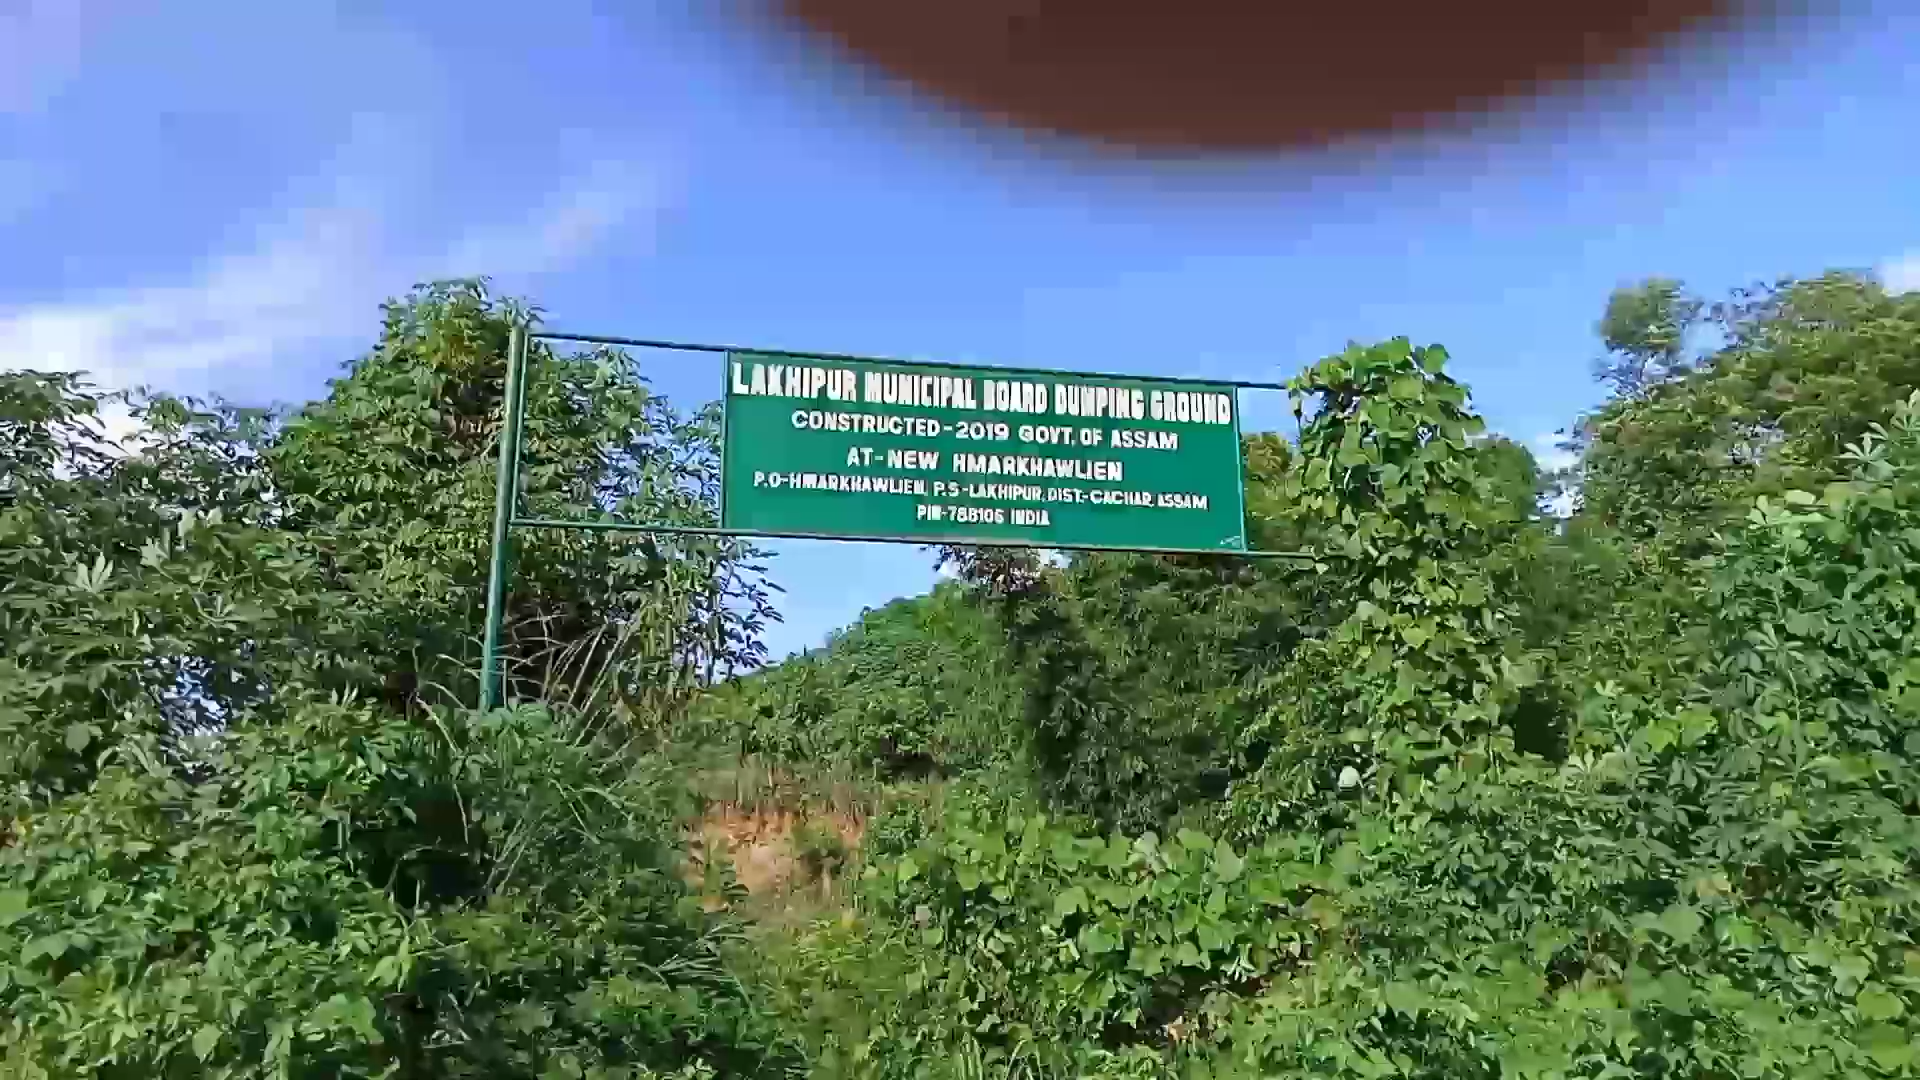 LAKHIPUR MUNICIPAL BOARD DUMPING GROUND
CONSTRUCTED-2019 GOVT. OF ASSAM
AT-NEW HMARKHAWLIEN
P.O-HMARKHAWLIEN, P.S-LAKHIPUR, DIST.-CACHAR, ASSAM
PIN-788106 INDIA